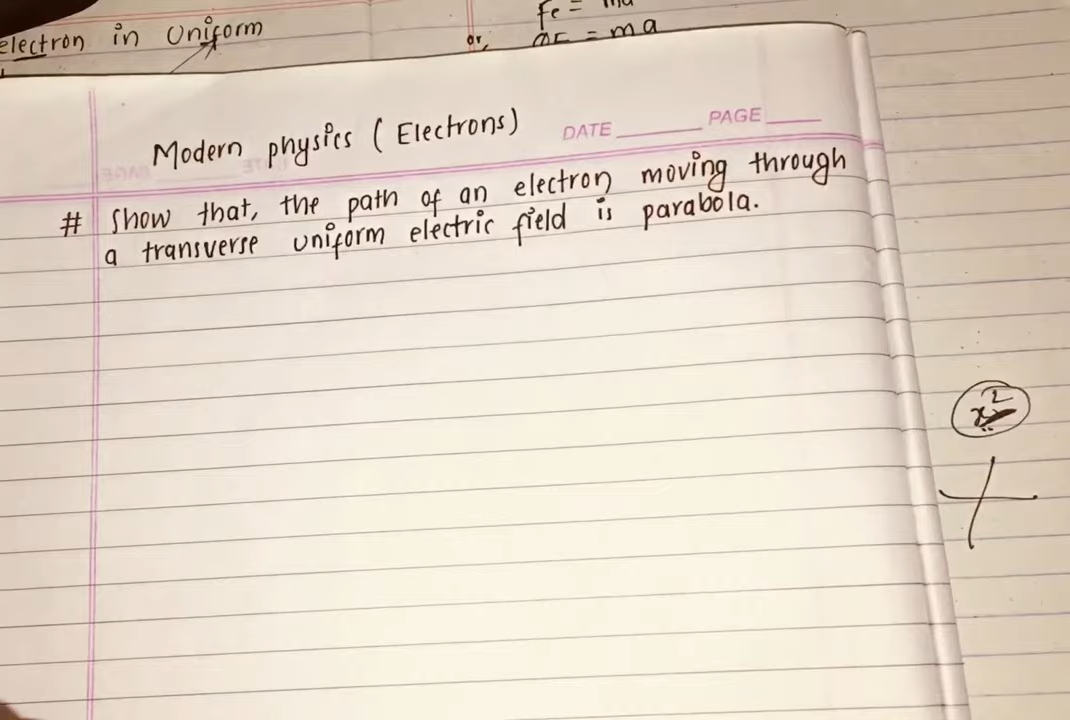 electron in Uniform
Fe = ma
or, = ma
Modern physics ( Electrons)
DATE PAGE
# Show that, the path of an electron moving through
a transverse uniform electric field is parabola.